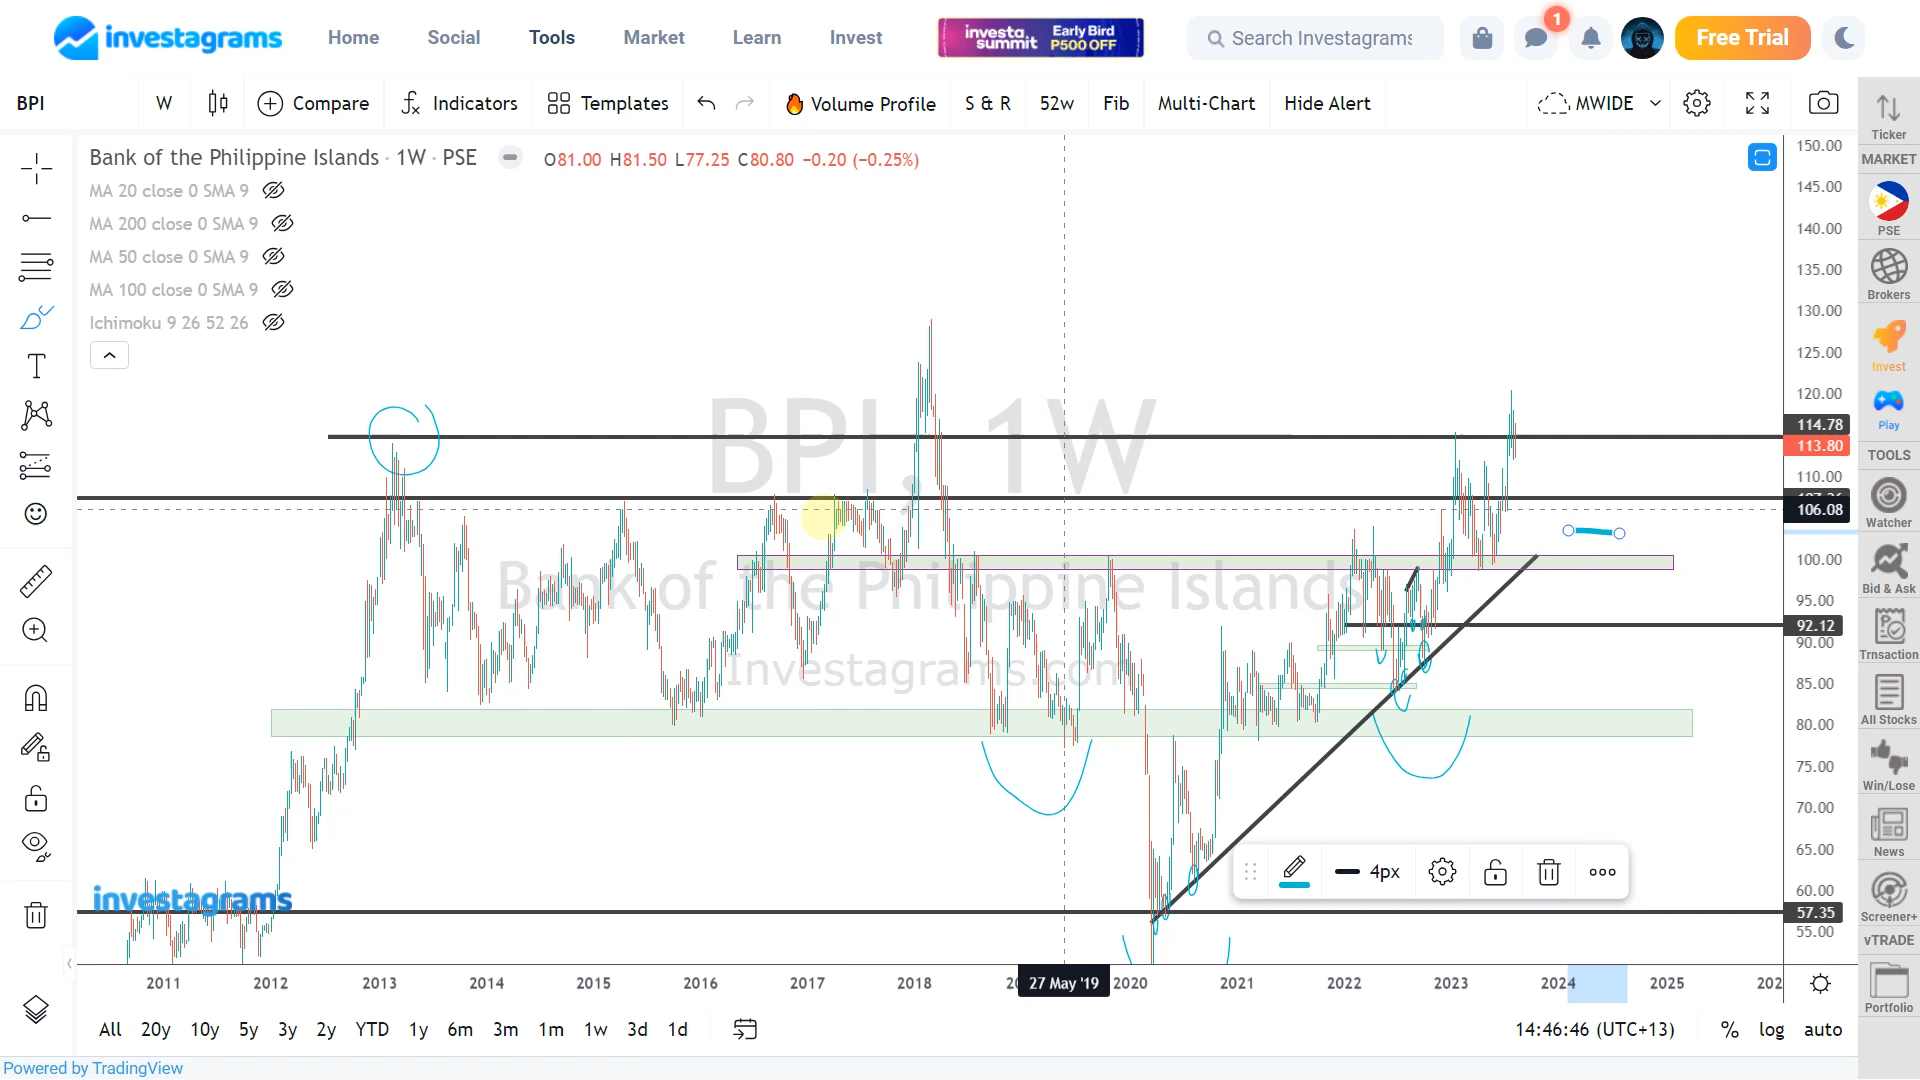 investagrams Home Social Tools Market Learn Invest investa summit Early Bird P500 OFF Search Investagrams 1 Free Trial
BPI W Compare Indicators Templates Volume Profile S & R 52w Fib Multi-Chart Hide Alert MWIDE
Bank of the Philippine Islands · 1W · PSE O81.00 H81.50 L77.25 C80.80 −0.20 (−0.25%)
MA 20 close 0 SMA 9
MA 200 close 0 SMA 9
MA 50 close 0 SMA 9
MA 100 close 0 SMA 9
Ichimoku 9 26 52 26
BPI, 1W
Bank of the Philippine Islands
Investagrams.com
investagrams
150.00
145.00
140.00
135.00
130.00
125.00
120.00
114.78
113.80
110.00
106.08
100.00
95.00
92.12
90.00
85.00
80.00
75.00
70.00
65.00
60.00
57.35
55.00
4px
2011 2012 2013 2014 2015 2016 2017 2018 27 May '19 2020 2021 2022 2023 2024 2025 202
All 20y 10y 5y 3y 2y YTD 1y 6m 3m 1m 1w 3d 1d 14:46:46 (UTC+13) % log auto
Powered by TradingView
Ticker
MARKET
PSE
Brokers
Invest
Play
TOOLS
Watcher
Bid & Ask
Trnsaction
All Stocks
Win/Lose
News
Screener+
vTRADE
Portfolio